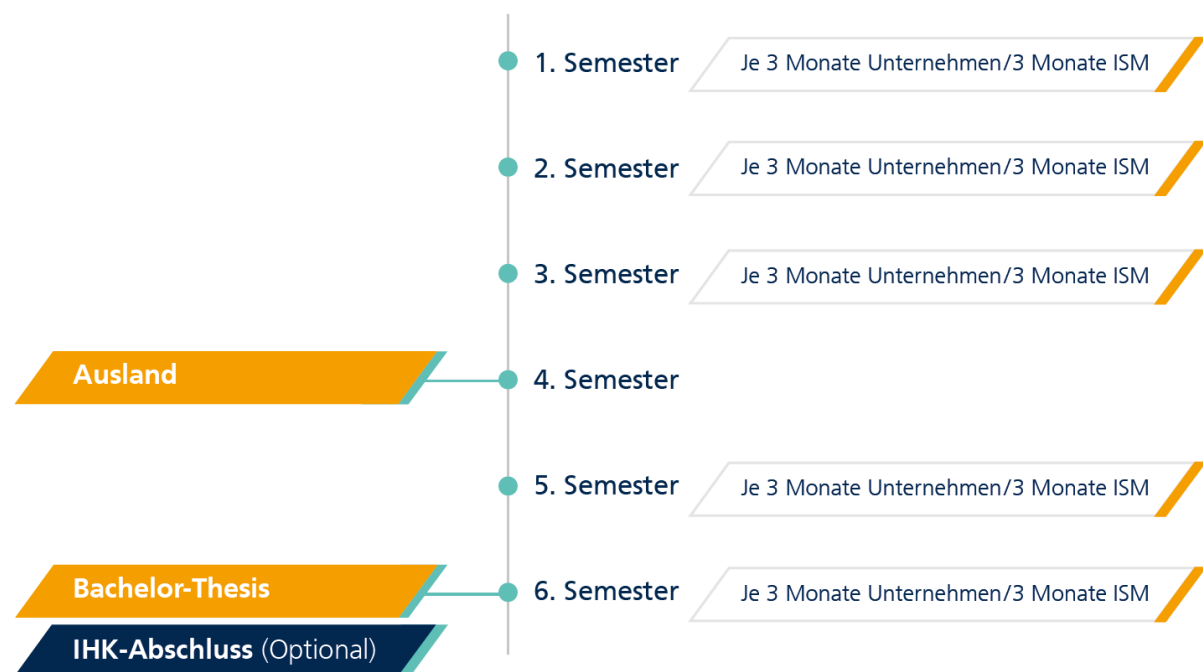 1. Semester
Je 3 Monate Unternehmen/3 Monate ISM
2. Semester
Je 3 Monate Unternehmen/3 Monate ISM
3. Semester
Je 3 Monate Unternehmen/3 Monate ISM
Ausland
4. Semester
5. Semester
Je 3 Monate Unternehmen/3 Monate ISM
Bachelor-Thesis
6. Semester
Je 3 Monate Unternehmen/3 Monate ISM
IHK-Abschluss (Optional)